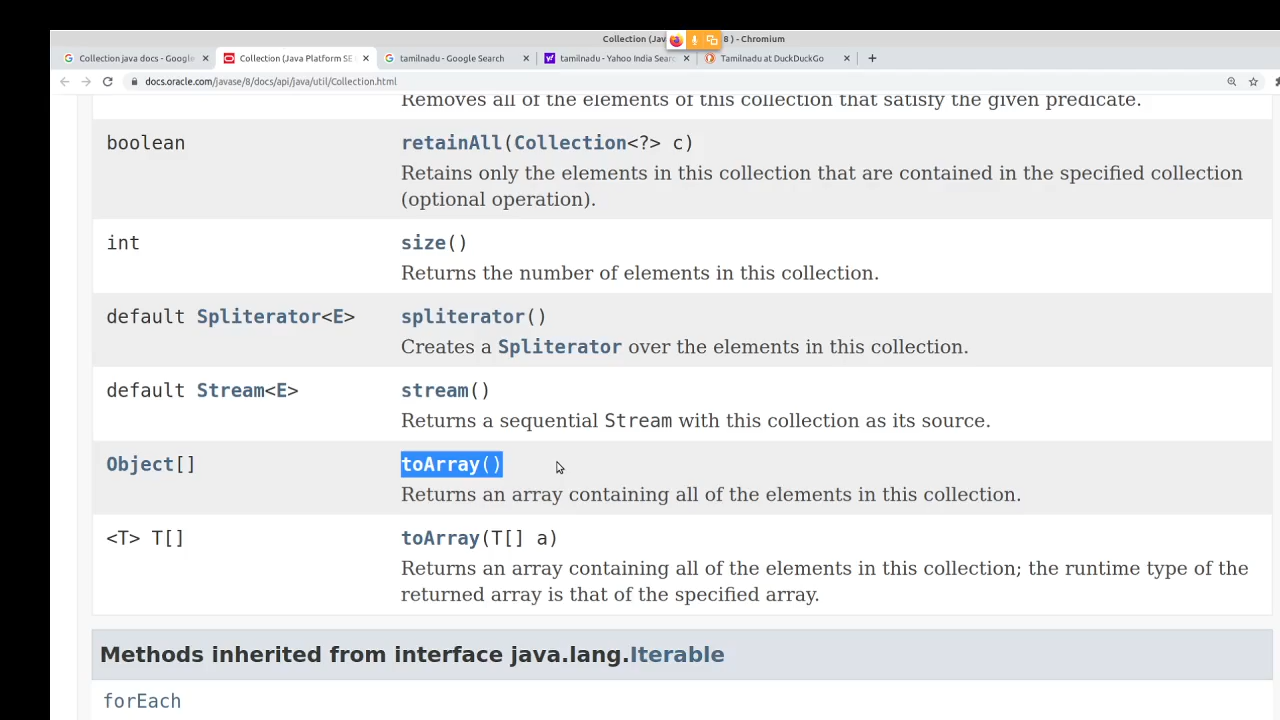 Collection (Jav 8 ) - Chromium
Collection java docs - Google
Collection (Java Platform SE
tamilnadu - Google Search
tamilnadu - Yahoo India Sear
Tamilnadu at DuckDuckGo
docs.oracle.com/javase/8/docs/api/java/util/Collection.html
Removes all of the elements of this collection that satisfy the given predicate.
boolean retainAll(Collection<?> c)
Retains only the elements in this collection that are contained in the specified collection
(optional operation).
int size()
Returns the number of elements in this collection.
default Spliterator<E> spliterator()
Creates a Spliterator over the elements in this collection.
default Stream<E> stream()
Returns a sequential Stream with this collection as its source.
Object[] toArray()
Returns an array containing all of the elements in this collection.
<T> T[] toArray(T[] a)
Returns an array containing all of the elements in this collection; the runtime type of the
returned array is that of the specified array.
Methods inherited from interface java.lang.Iterable
forEach